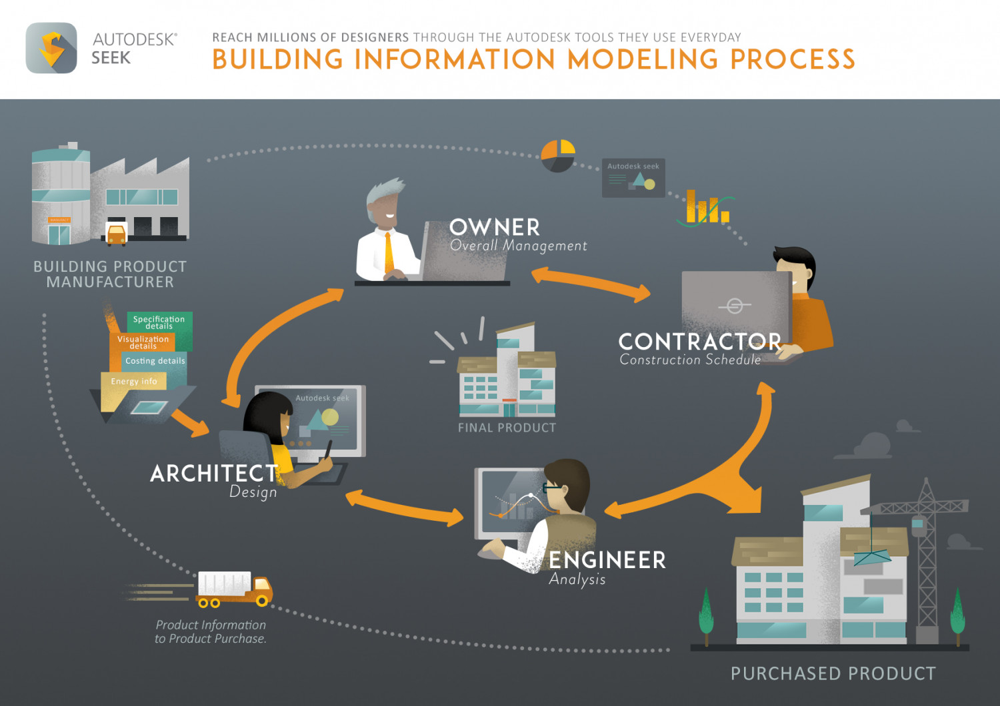 AUTODESK®
SEEK
REACH MILLIONS OF DESIGNERS THROUGH THE AUTODESK TOOLS THEY USE EVERYDAY
BUILDING INFORMATION MODELING PROCESS
BUILDING PRODUCT
MANUFACTURER
Autodesk seek
OWNER
Overall Management
Specification
details
Visualization
details
Costing details
Energy info
CONTRACTOR
Construction Schedule
Autodesk seek
FINAL PRODUCT
ARCHITECT
Design
ENGINEER
Analysis
Product Information
to Product Purchase.
PURCHASED PRODUCT